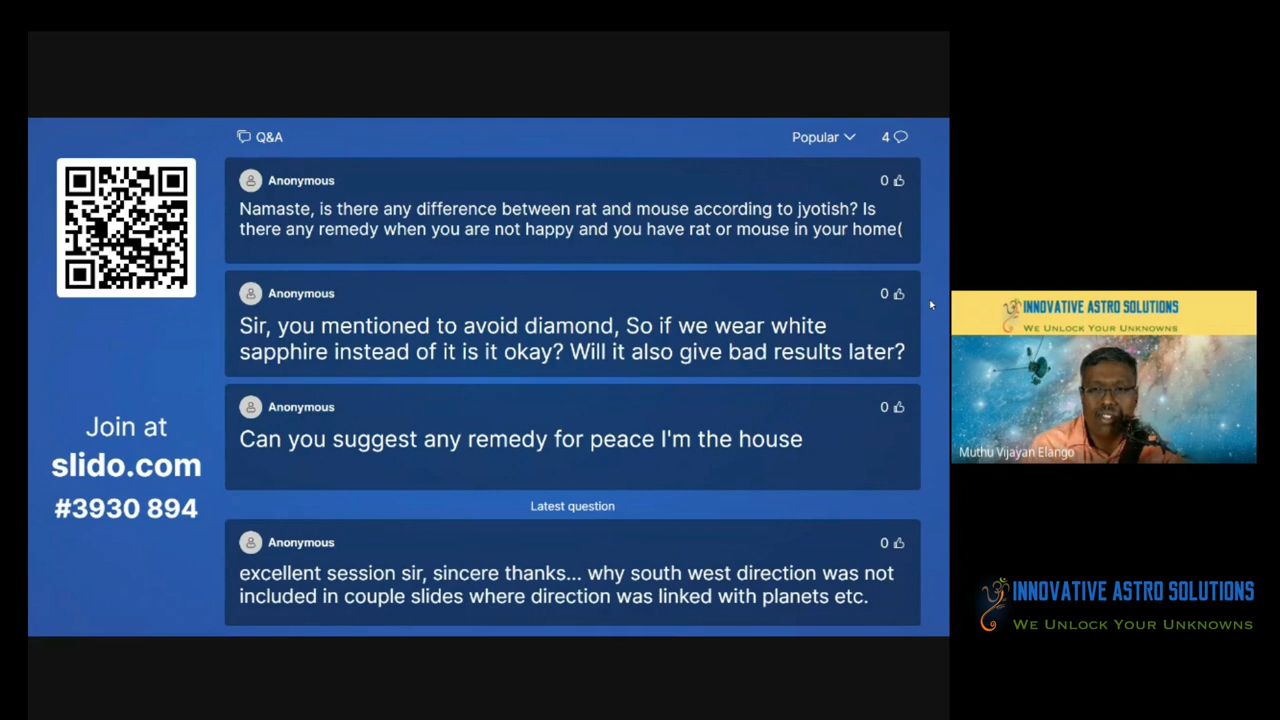 Q&A
Popular
4
Anonymous
0
Namaste, is there any difference between rat and mouse according to jyotish? Is
there any remedy when you are not happy and you have rat or mouse in your home(
Anonymous
0
Sir, you mentioned to avoid diamond, So if we wear white
sapphire instead of it is it okay? Will it also give bad results later?
Anonymous
0
Can you suggest any remedy for peace I'm the house
Latest question
Anonymous
0
excellent session sir, sincere thanks... why south west direction was not
included in couple slides where direction was linked with planets etc.
Join at
slido.com
#3930 894
INNOVATIVE ASTRO SOLUTIONS
WE UNLOCK YOUR UNKNOWNS
Muthu Vijayan Elango
INNOVATIVE ASTRO SOLUTIONS
WE UNLOCK YOUR UNKNOWNS